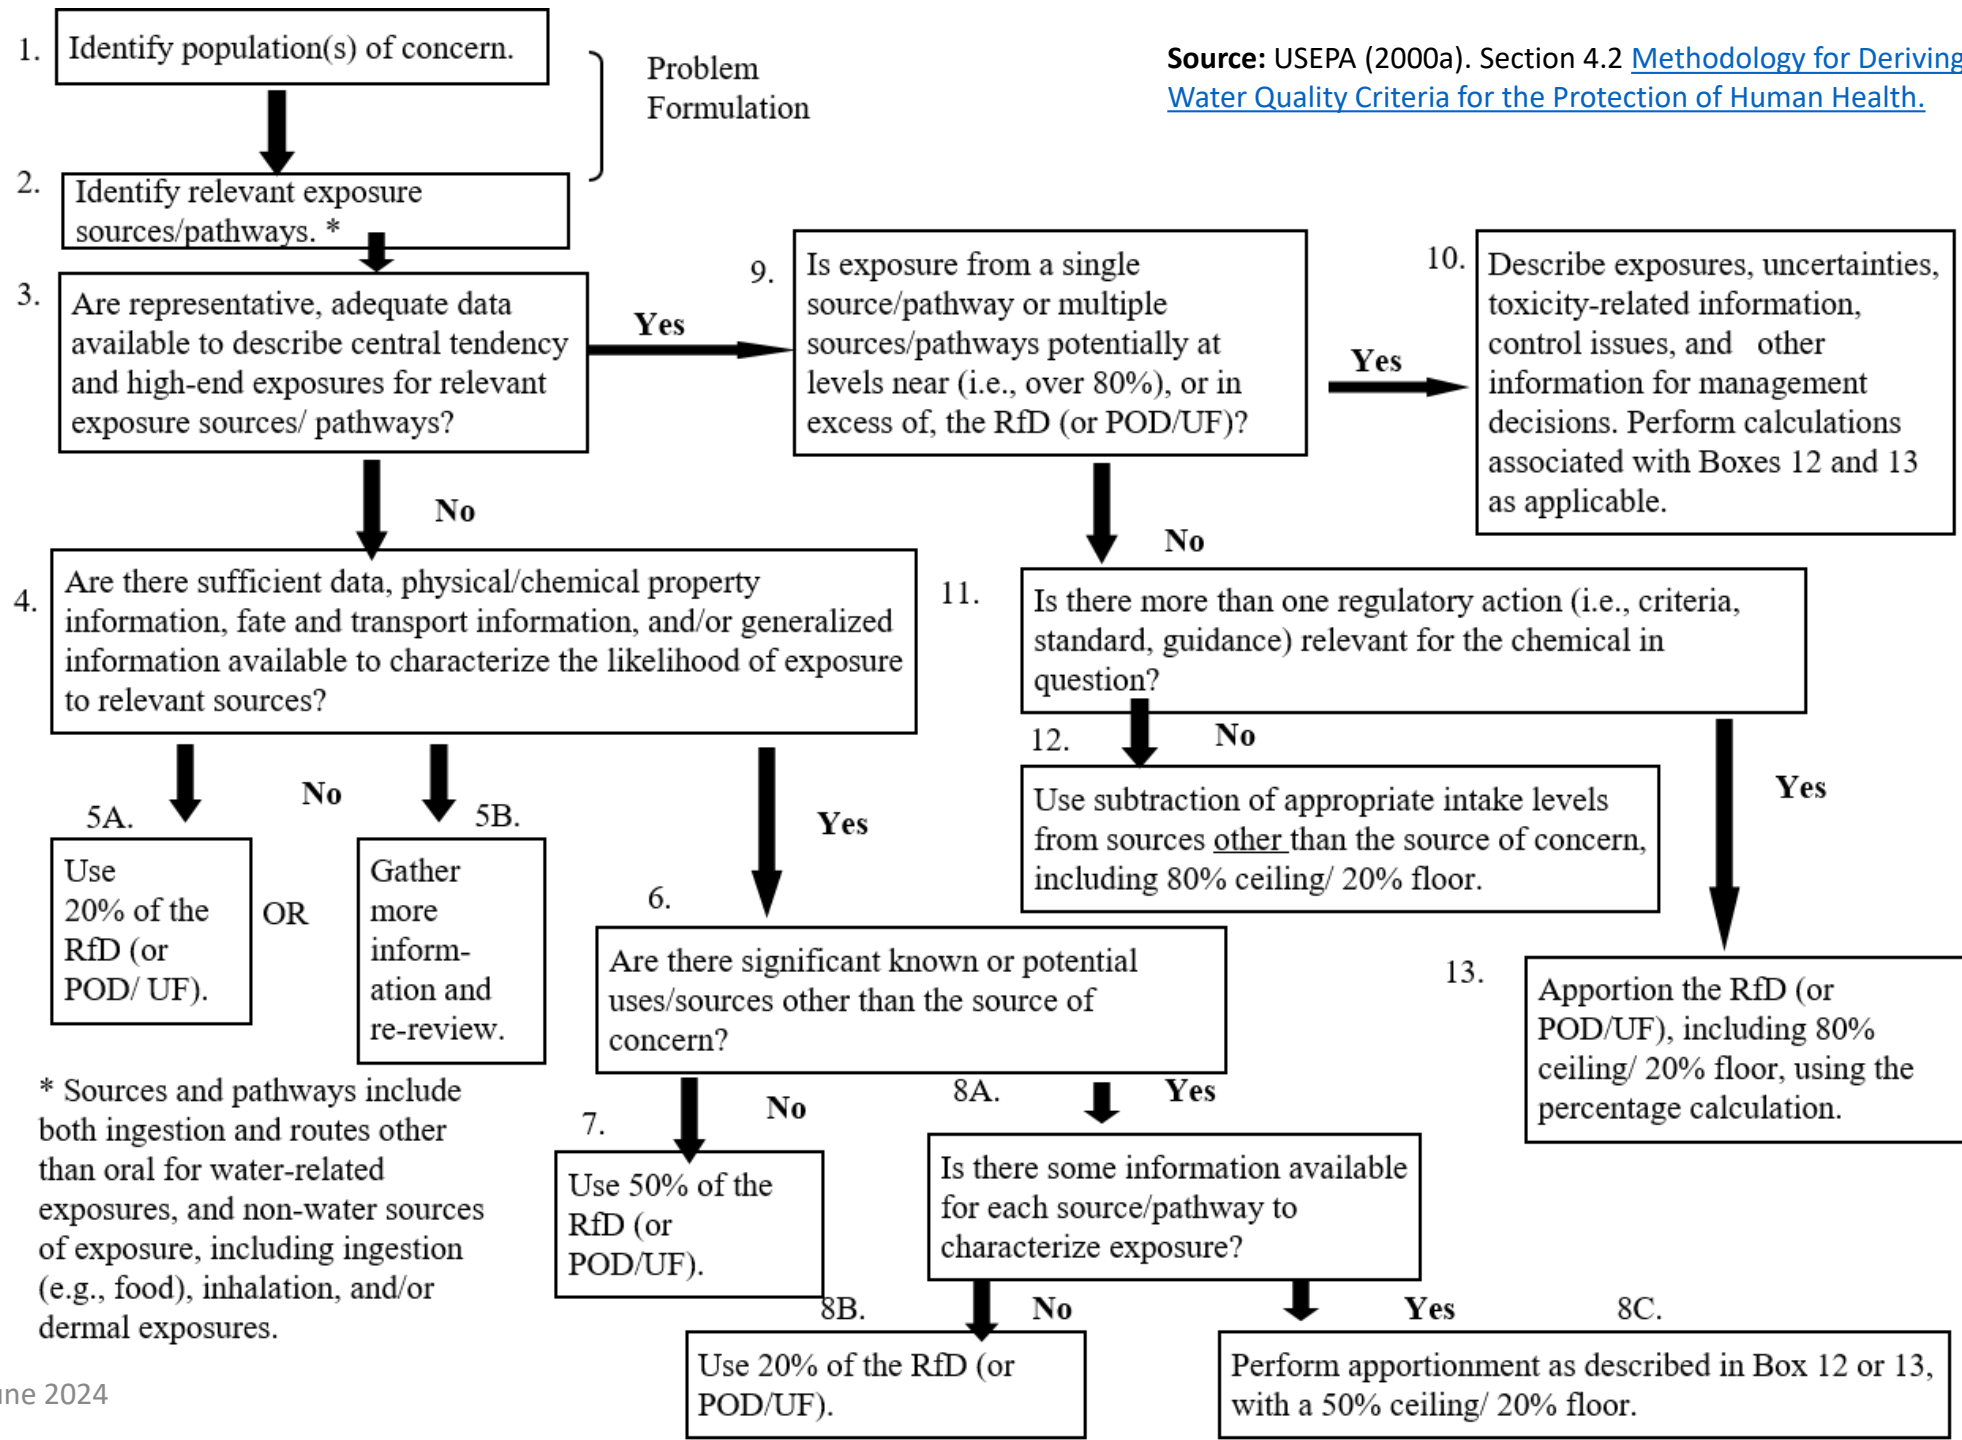 1.
Identify population(s) of concern.
Problem
Formulation
Source: USEPA (2000a). Section 4.2 Methodology for Deriving
Water Quality Criteria for the Protection of Human Health.
2.
Identify relevant exposure
sources/pathways. *
3.
Are representative, adequate data
available to describe central tendency
and high-end exposures for relevant
exposure sources/ pathways?
Yes
9.
Is exposure from a single
source/pathway or multiple
sources/pathways potentially at
levels near (i.e., over 80%), or in
excess of, the RfD (or POD/UF)?
Yes
10.
Describe exposures, uncertainties,
toxicity-related information,
control issues, and other
information for management
decisions. Perform calculations
associated with Boxes 12 and 13
as applicable.
No
No
4.
Are there sufficient data, physical/chemical property
information, fate and transport information, and/or generalized
information available to characterize the likelihood of exposure
to relevant sources?
11.
Is there more than one regulatory action (i.e., criteria,
standard, guidance) relevant for the chemical in
question?
No
12.
Use subtraction of appropriate intake levels
from sources other than the source of concern,
including 80% ceiling/ 20% floor.
Yes
No
5A.
Use
20% of the
RfD (or
POD/ UF).
OR
5B.
Gather
more
inform-
ation and
re-review.
Yes
6.
Are there significant known or potential
uses/sources other than the source of
concern?
13.
Apportion the RfD (or
POD/UF), including 80%
ceiling/ 20% floor, using the
percentage calculation.
* Sources and pathways include
both ingestion and routes other
than oral for water-related
exposures, and non-water sources
of exposure, including ingestion
(e.g., food), inhalation, and/or
dermal exposures.
No
7.
Use 50% of the
RfD (or
POD/UF).
8A.
Yes
Is there some information available
for each source/pathway to
characterize exposure?
8B.
No
Use 20% of the RfD (or
POD/UF).
Yes
8C.
Perform apportionment as described in Box 12 or 13,
with a 50% ceiling/ 20% floor.
une 2024